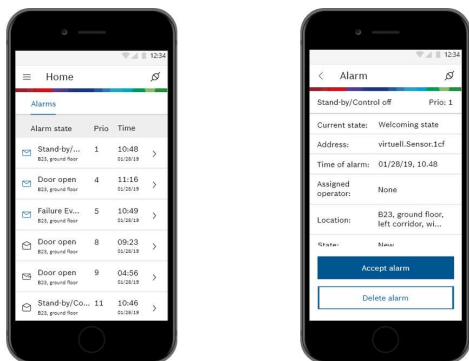 12:34
Home
Alarms
Alarm state Prio Time
Stand-by/... 1 10:48
B23, ground floor 01/28/19
Door open 4 11:16
B23, ground floor 01/28/19
Failure Ev... 5 10:49
B23, ground floor 01/28/19
Door open 8 09:23
B23, ground floor 01/28/19
Door open 9 04:56
B23, ground floor 01/28/19
Stand-by/Co... 11 10:46
B23, ground floor 01/28/19
12:34
Alarm
Stand-by/Control off Prio: 1
Current state: Welcoming state
Address: virtuell.Sensor.1cf
Time of alarm: 01/28/19, 10.48
Assigned
operator: None
Location: B23, ground floor,
left corridor, wi...
State: New
Accept alarm
Delete alarm